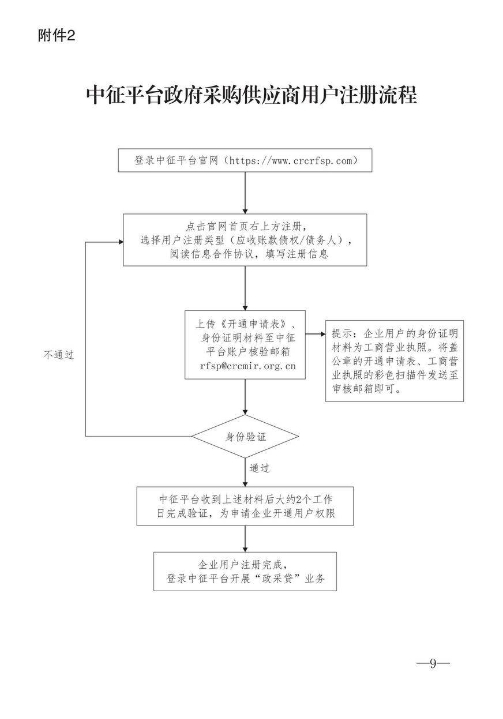 附件2
中征平台政府采购供应商用户注册流程
登录中征平台官网（https://www.crcrfsp.com）
点击官网首页右上方注册，
选择用户注册类型（应收账款债权/债务人），
阅读信息合作协议，填写注册信息
上传《开通申请表》、
身份证明材料至中征
平台账户核验邮箱
rfsp@crcmir.org.cn
提示：企业用户的身份证明
材料为工商营业执照。将盖
公章的开通申请表、工商营
业执照的彩色扫描件发送至
审核邮箱即可。
不通过
身份验证
通过
中征平台收到上述材料后大约2个工作
日完成验证，为申请企业开通用户权限
企业用户注册完成，
登录中征平台开展“政采贷”业务
—9—